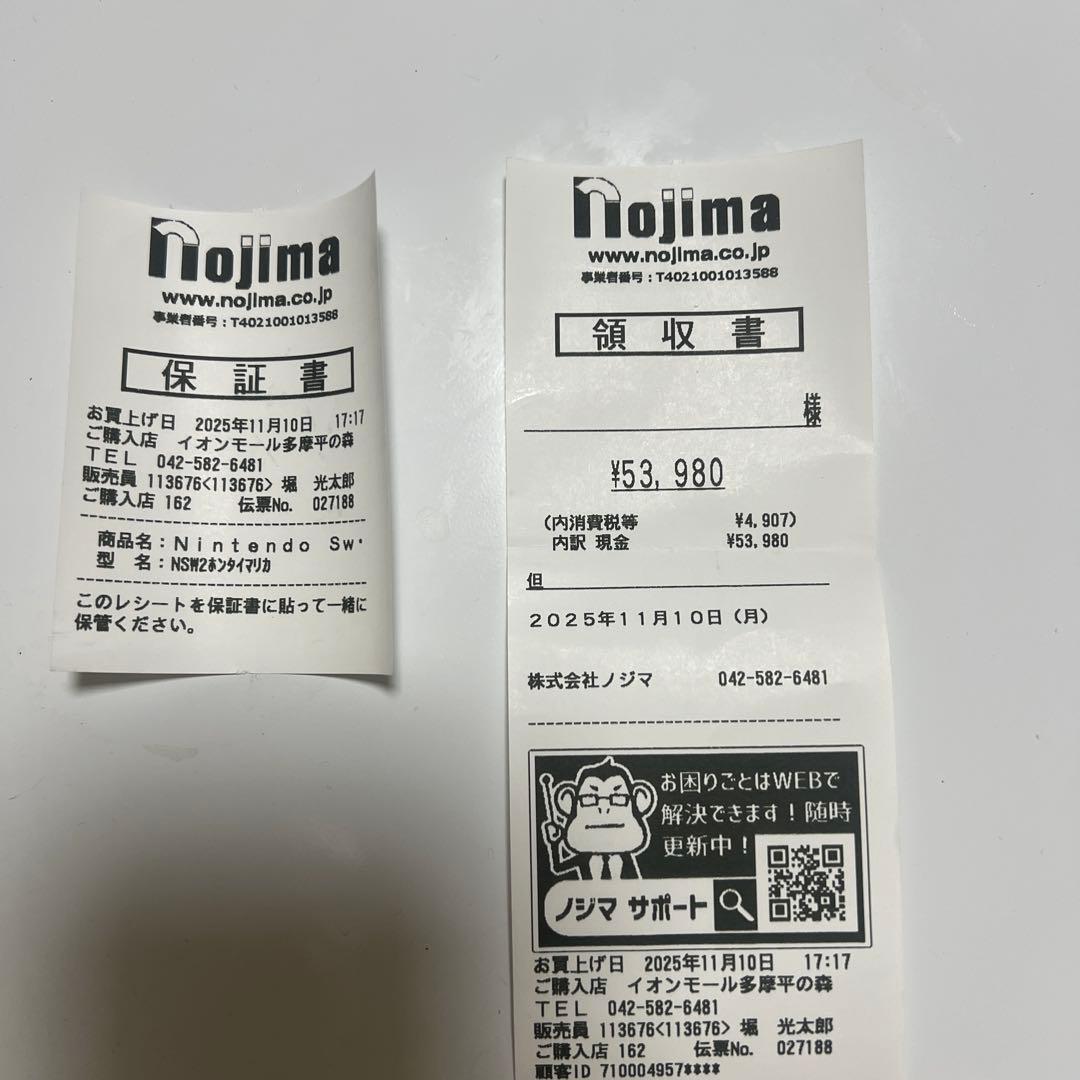 nojima
www.nojima.co.jp
事業者番号：T4021001013588
保証書
お買上げ日 2025年11月10日 17:17
ご購入店 イオンモール多摩平の森
ＴＥＬ 042-582-6481
販売員 113676<113676> 堀 光太郎
ご購入店 162 伝票No. 027188
商品名：Ｎｉｎｔｅｎｄｏ Ｓｗ・
型 名：NSW2ﾎﾝﾀｲﾏﾘｶ
このレシートを保証書に貼って一緒に
保管ください。
nojima
www.nojima.co.jp
事業者番号：T4021001013588
領収書
様
¥53,980
(内消費税等 ¥4,907)
内訳 現金 ¥53,980
但
２０２５年１１月１０日（月）
株式会社ノジマ 042-582-6481
お困りごとはWEBで
解決できます！随時
更新中！
ノジマ サポート
お買上げ日 2025年11月10日 17:17
ご購入店 イオンモール多摩平の森
ＴＥＬ 042-582-6481
販売員 113676<113676> 堀 光太郎
ご購入店 162 伝票No. 027188
顧客ID 710004957****